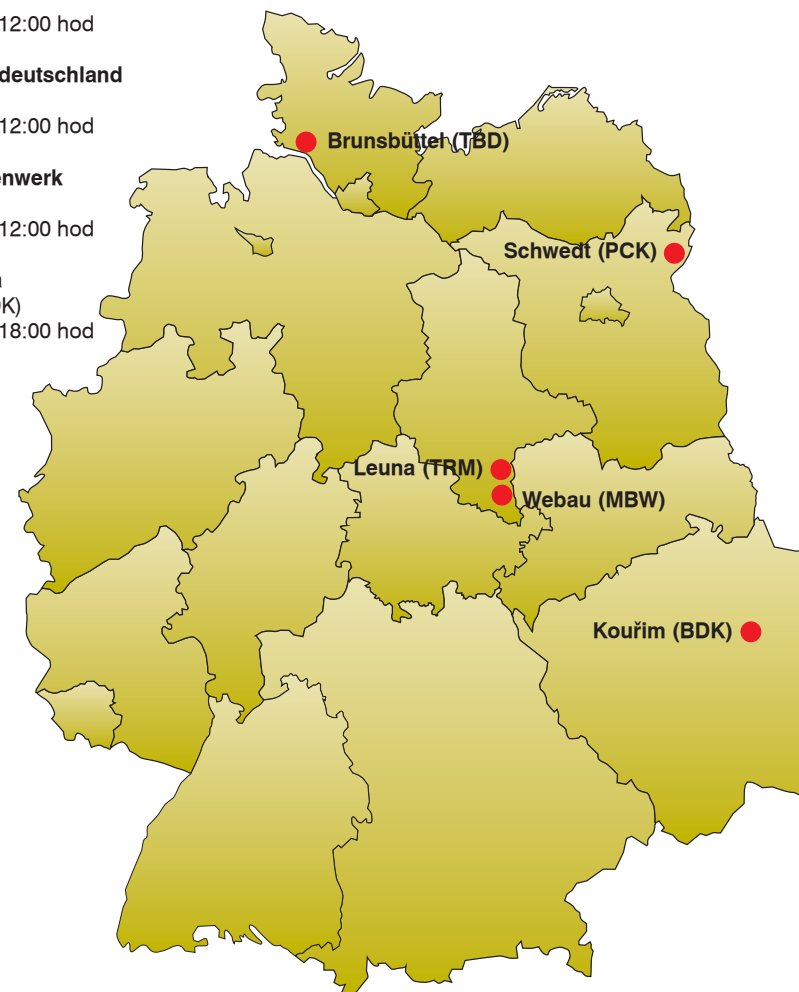 12:00 hod
deutschland
12:00 hod
enwerk
12:00 hod
K)
18:00 hod
Brunsbüttel (TBD)
Schwedt (PCK)
Leuna (TRM)
Webau (MBW)
Kouřim (BDK)